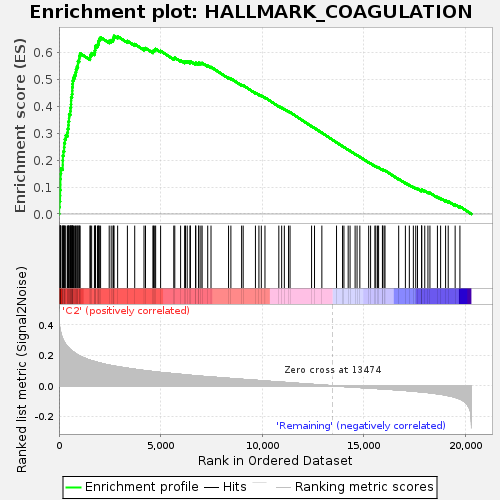 Enrichment plot: HALLMARK_COAGULATION
Enrichment score (ES)
0.6
0.5
0.4
0.3
0.2
0.1
0.0
'C2' (positively correlated)
Ranked list metric (Signal2Noise)
0.4
0.2
0.0
-0.2
Zero cross at 13474
'Remaining' (negatively correlated)
0
5,000
10,000
15,000
20,000
Rank in Ordered Dataset
Enrichment profile
Hits
Ranking metric scores